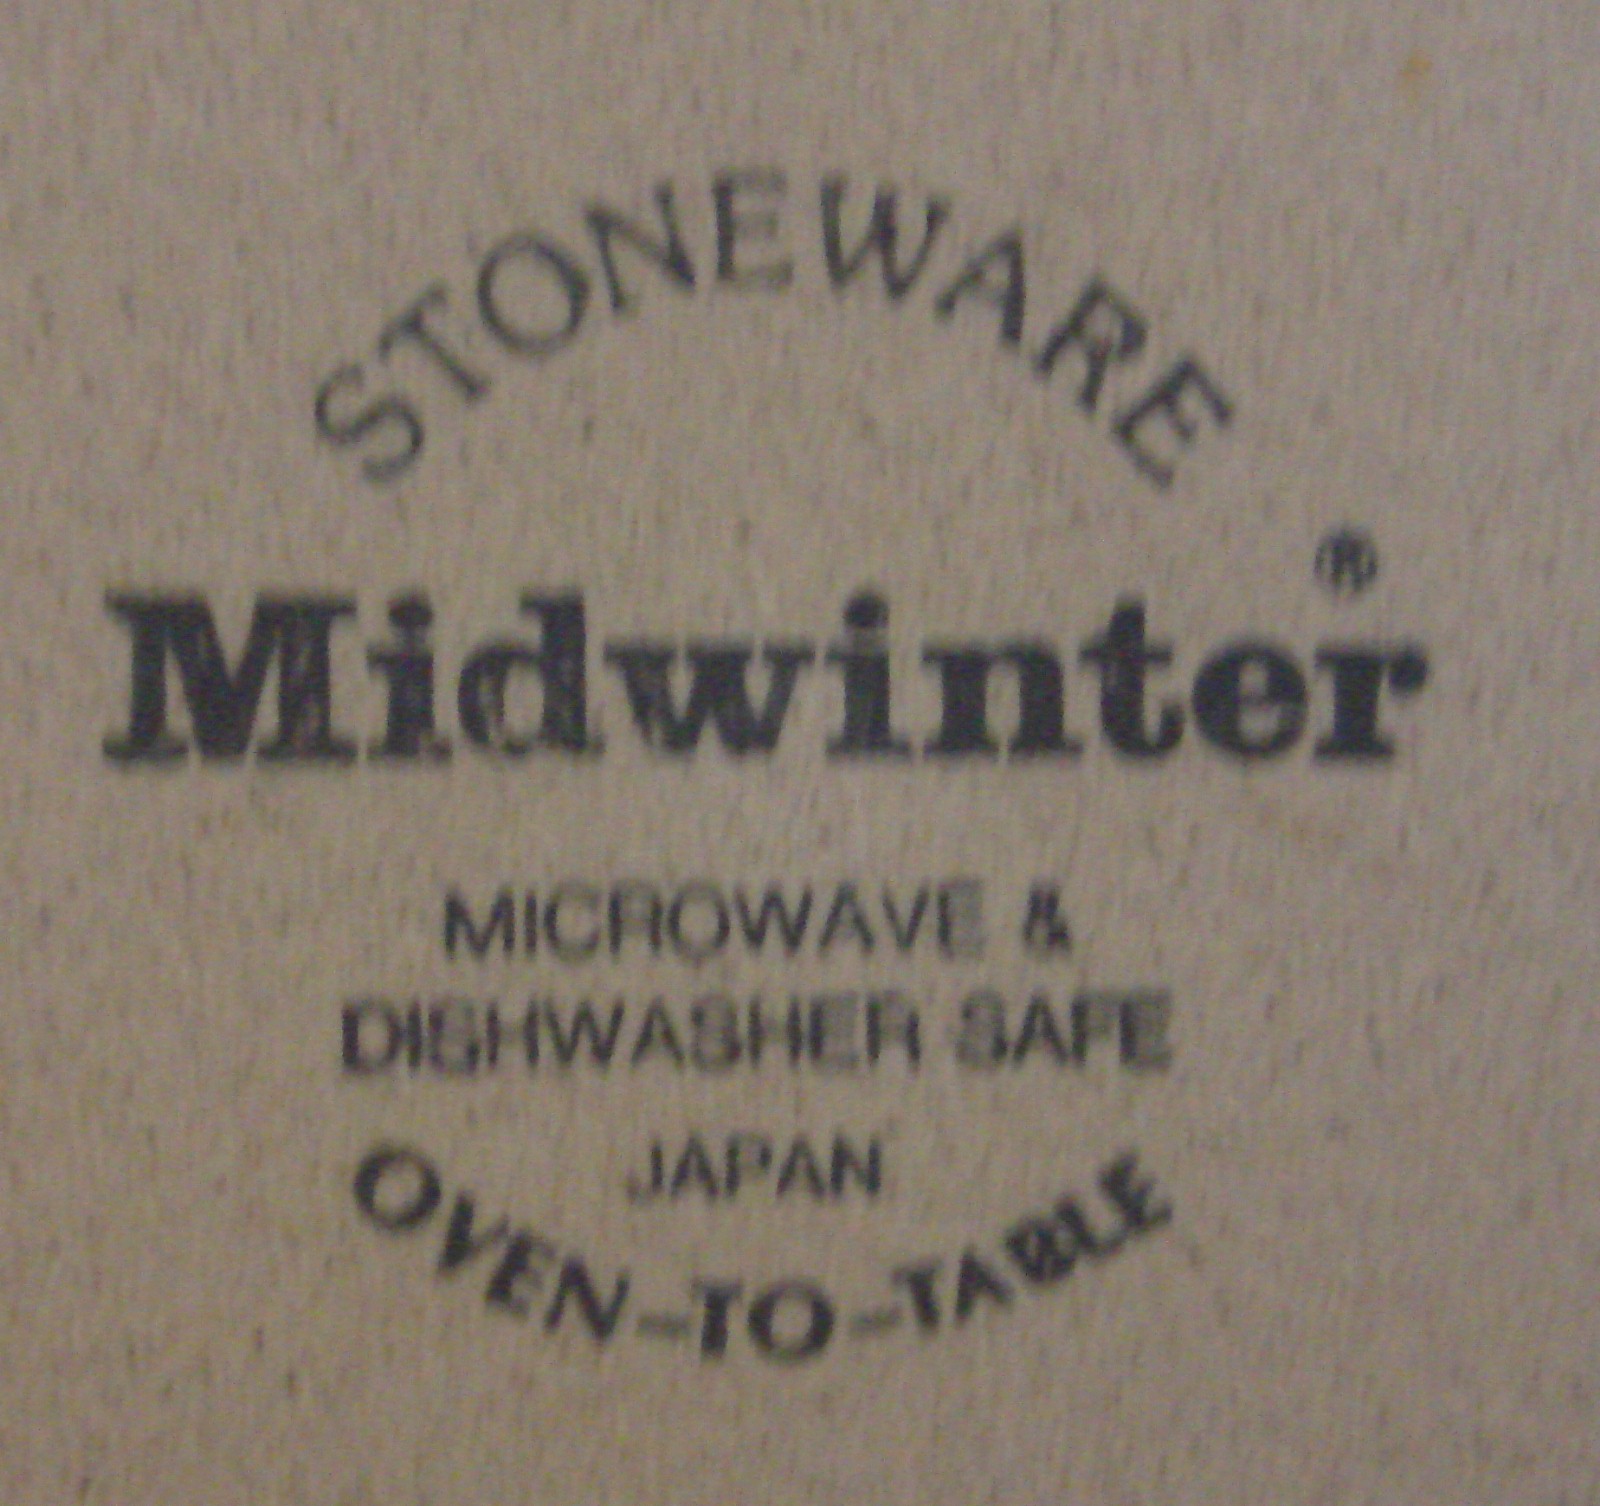 STONEWARE
Midwinter®
MICROWAVE &
DISHWASHER SAFE
JAPAN
OVEN-TO-TABLE